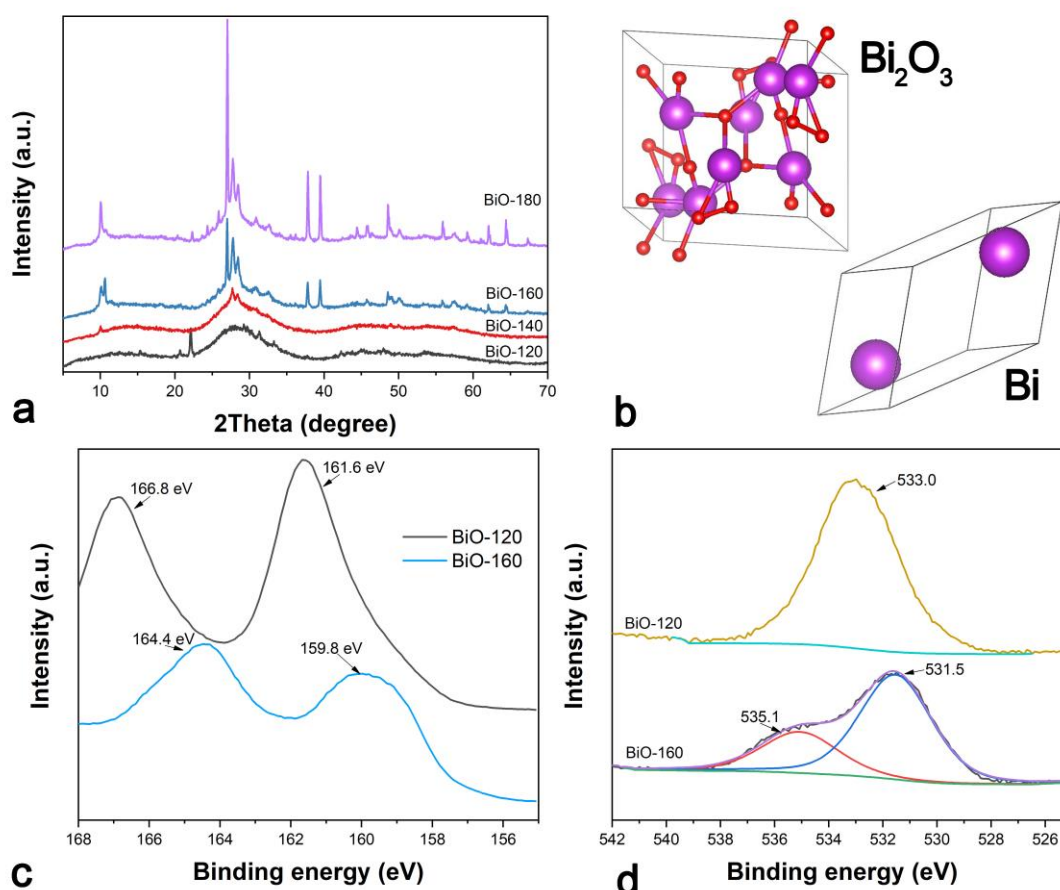 Intensity (a.u.)
BiO-180
BiO-160
BiO-140
BiO-120
10 20 30 40 50 60 70
2Theta (degree)
a
Bi₂O₃
Bi
b
166.8 eV
161.6 eV
BiO-120
BiO-160
164.4 eV
159.8 eV
Intensity (a.u.)
168 166 164 162 160 158 156
Binding energy (eV)
c
533.0
BiO-120
531.5
535.1
BiO-160
Intensity (a.u.)
542 540 538 536 534 532 530 528 526
Binding energy (eV)
d